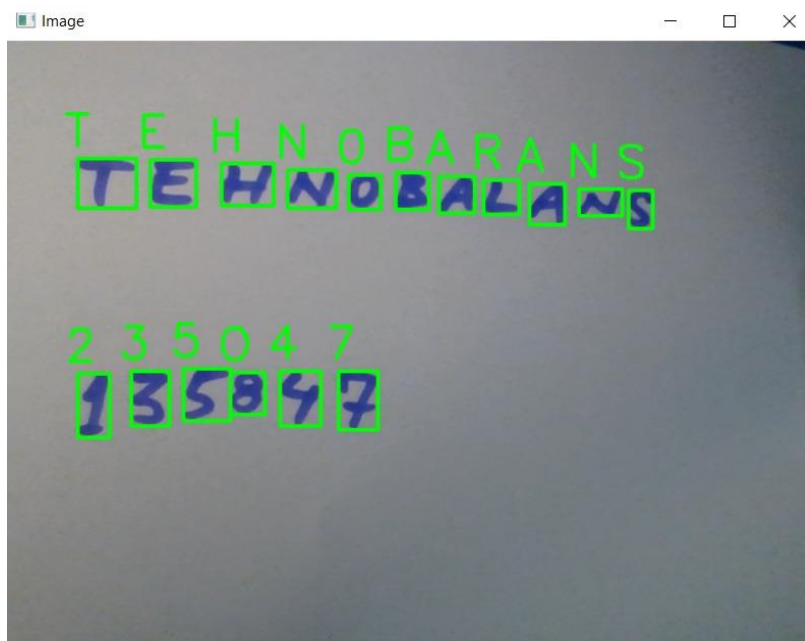 Image
T E H N O B A R A N S
TEHNOBALANS
2 3 5 0 4 7
135847